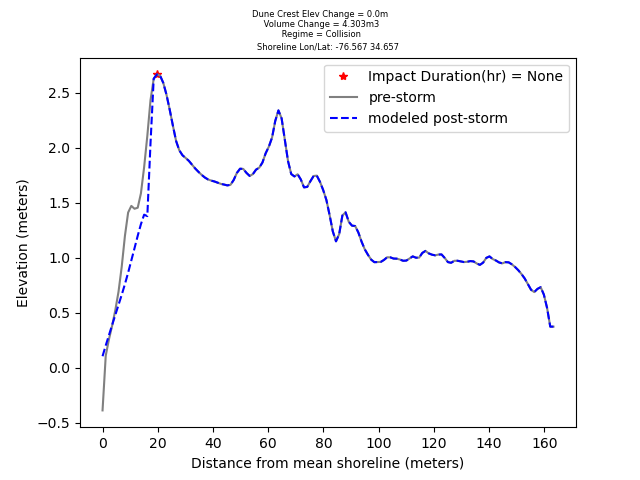 Dune Crest Elev Change = 0.0m
Volume Change = 4.303m3
Regime = Collision
Shoreline Lon/Lat: -76.567 34.657
Impact Duration(hr) = None
pre-storm
modeled post-storm
Elevation (meters)
2.5
2.0
1.5
1.0
0.5
0.0
−0.5
0 20 40 60 80 100 120 140 160
Distance from mean shoreline (meters)